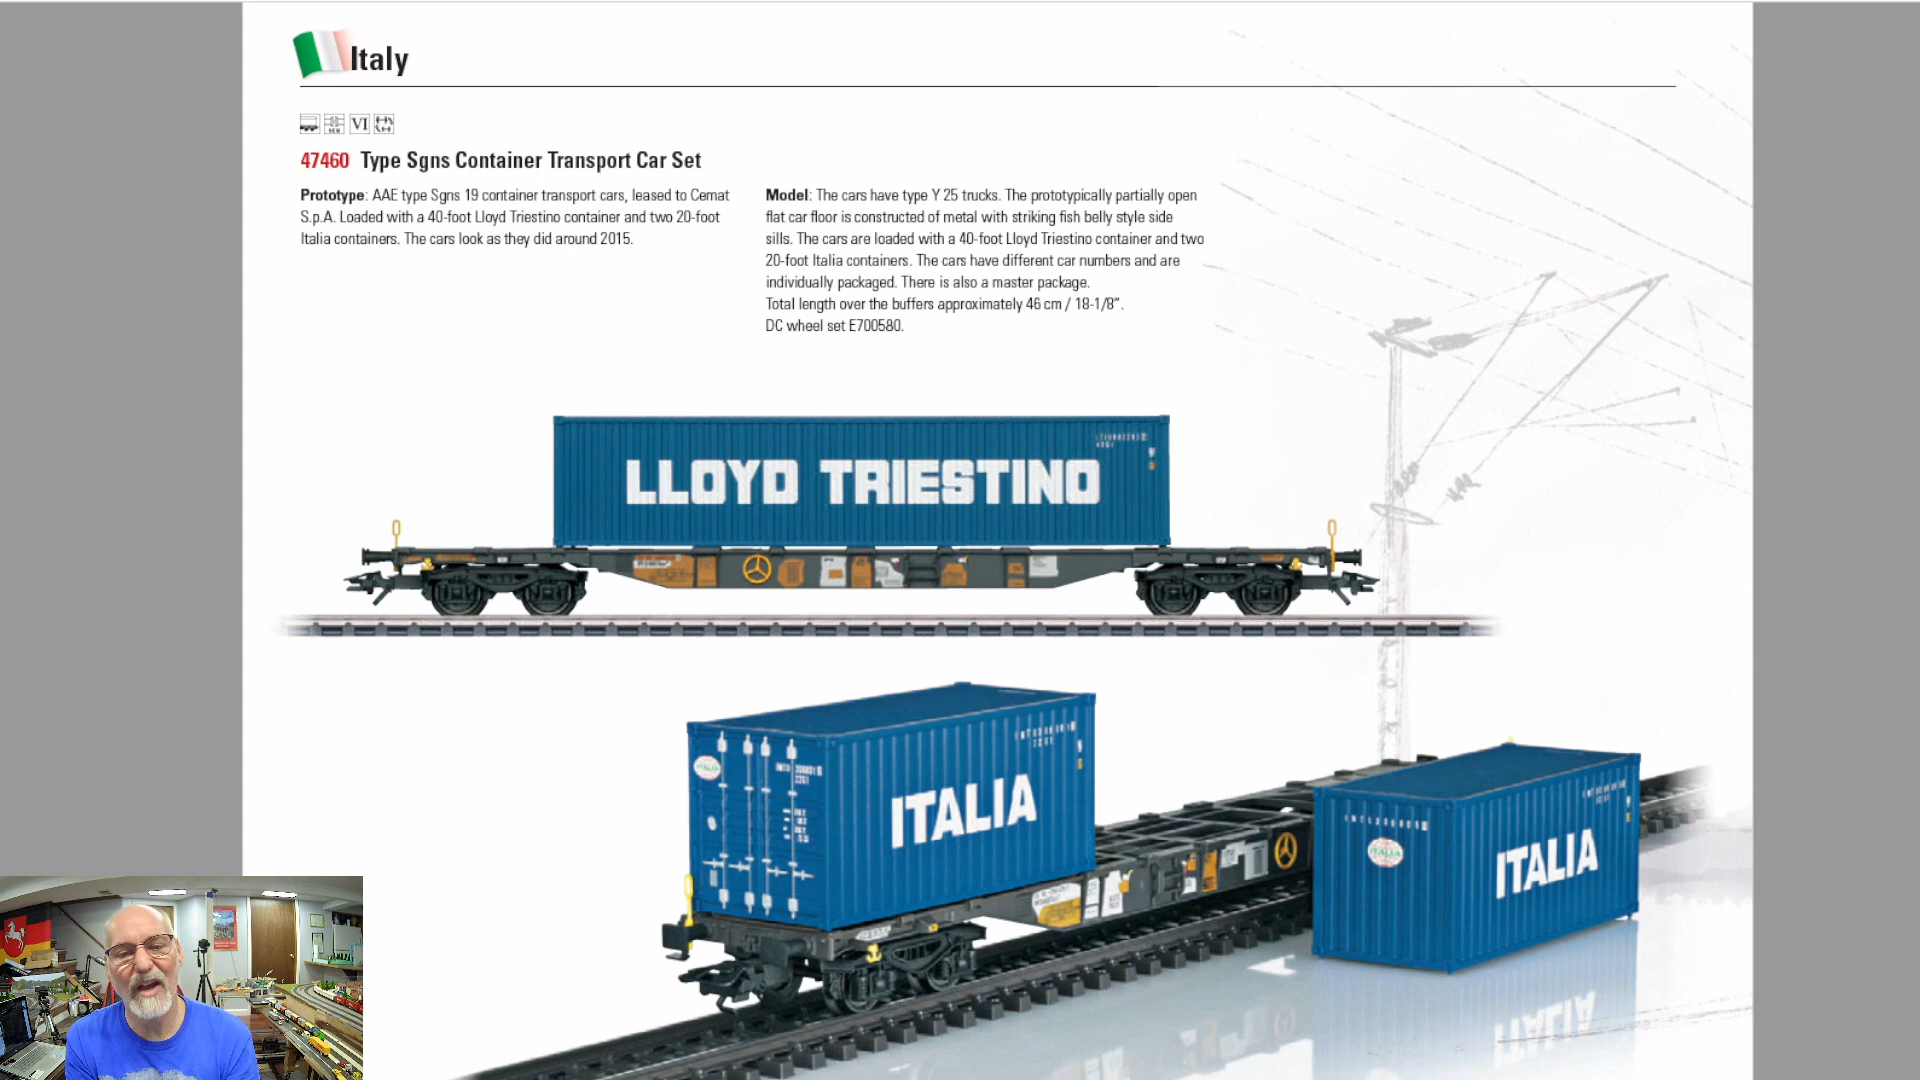 Italy
VI
47460 Type Sgns Container Transport Car Set
Prototype: AAE type Sgns 19 container transport cars, leased to Cemat
S.p.A. Loaded with a 40-foot Lloyd Triestino container and two 20-foot
Italia containers. The cars look as they did around 2015.
Model: The cars have type Y 25 trucks. The prototypically partially open
flat car floor is constructed of metal with striking fish belly style side
sills. The cars are loaded with a 40-foot Lloyd Triestino container and two
20-foot Italia containers. The cars have different car numbers and are
individually packaged. There is also a master package.
Total length over the buffers approximately 46 cm / 18-1/8”.
DC wheel set E700580.
LLOYD TRIESTINO
ITALIA
ITALIA
ITALIA
ITALIA